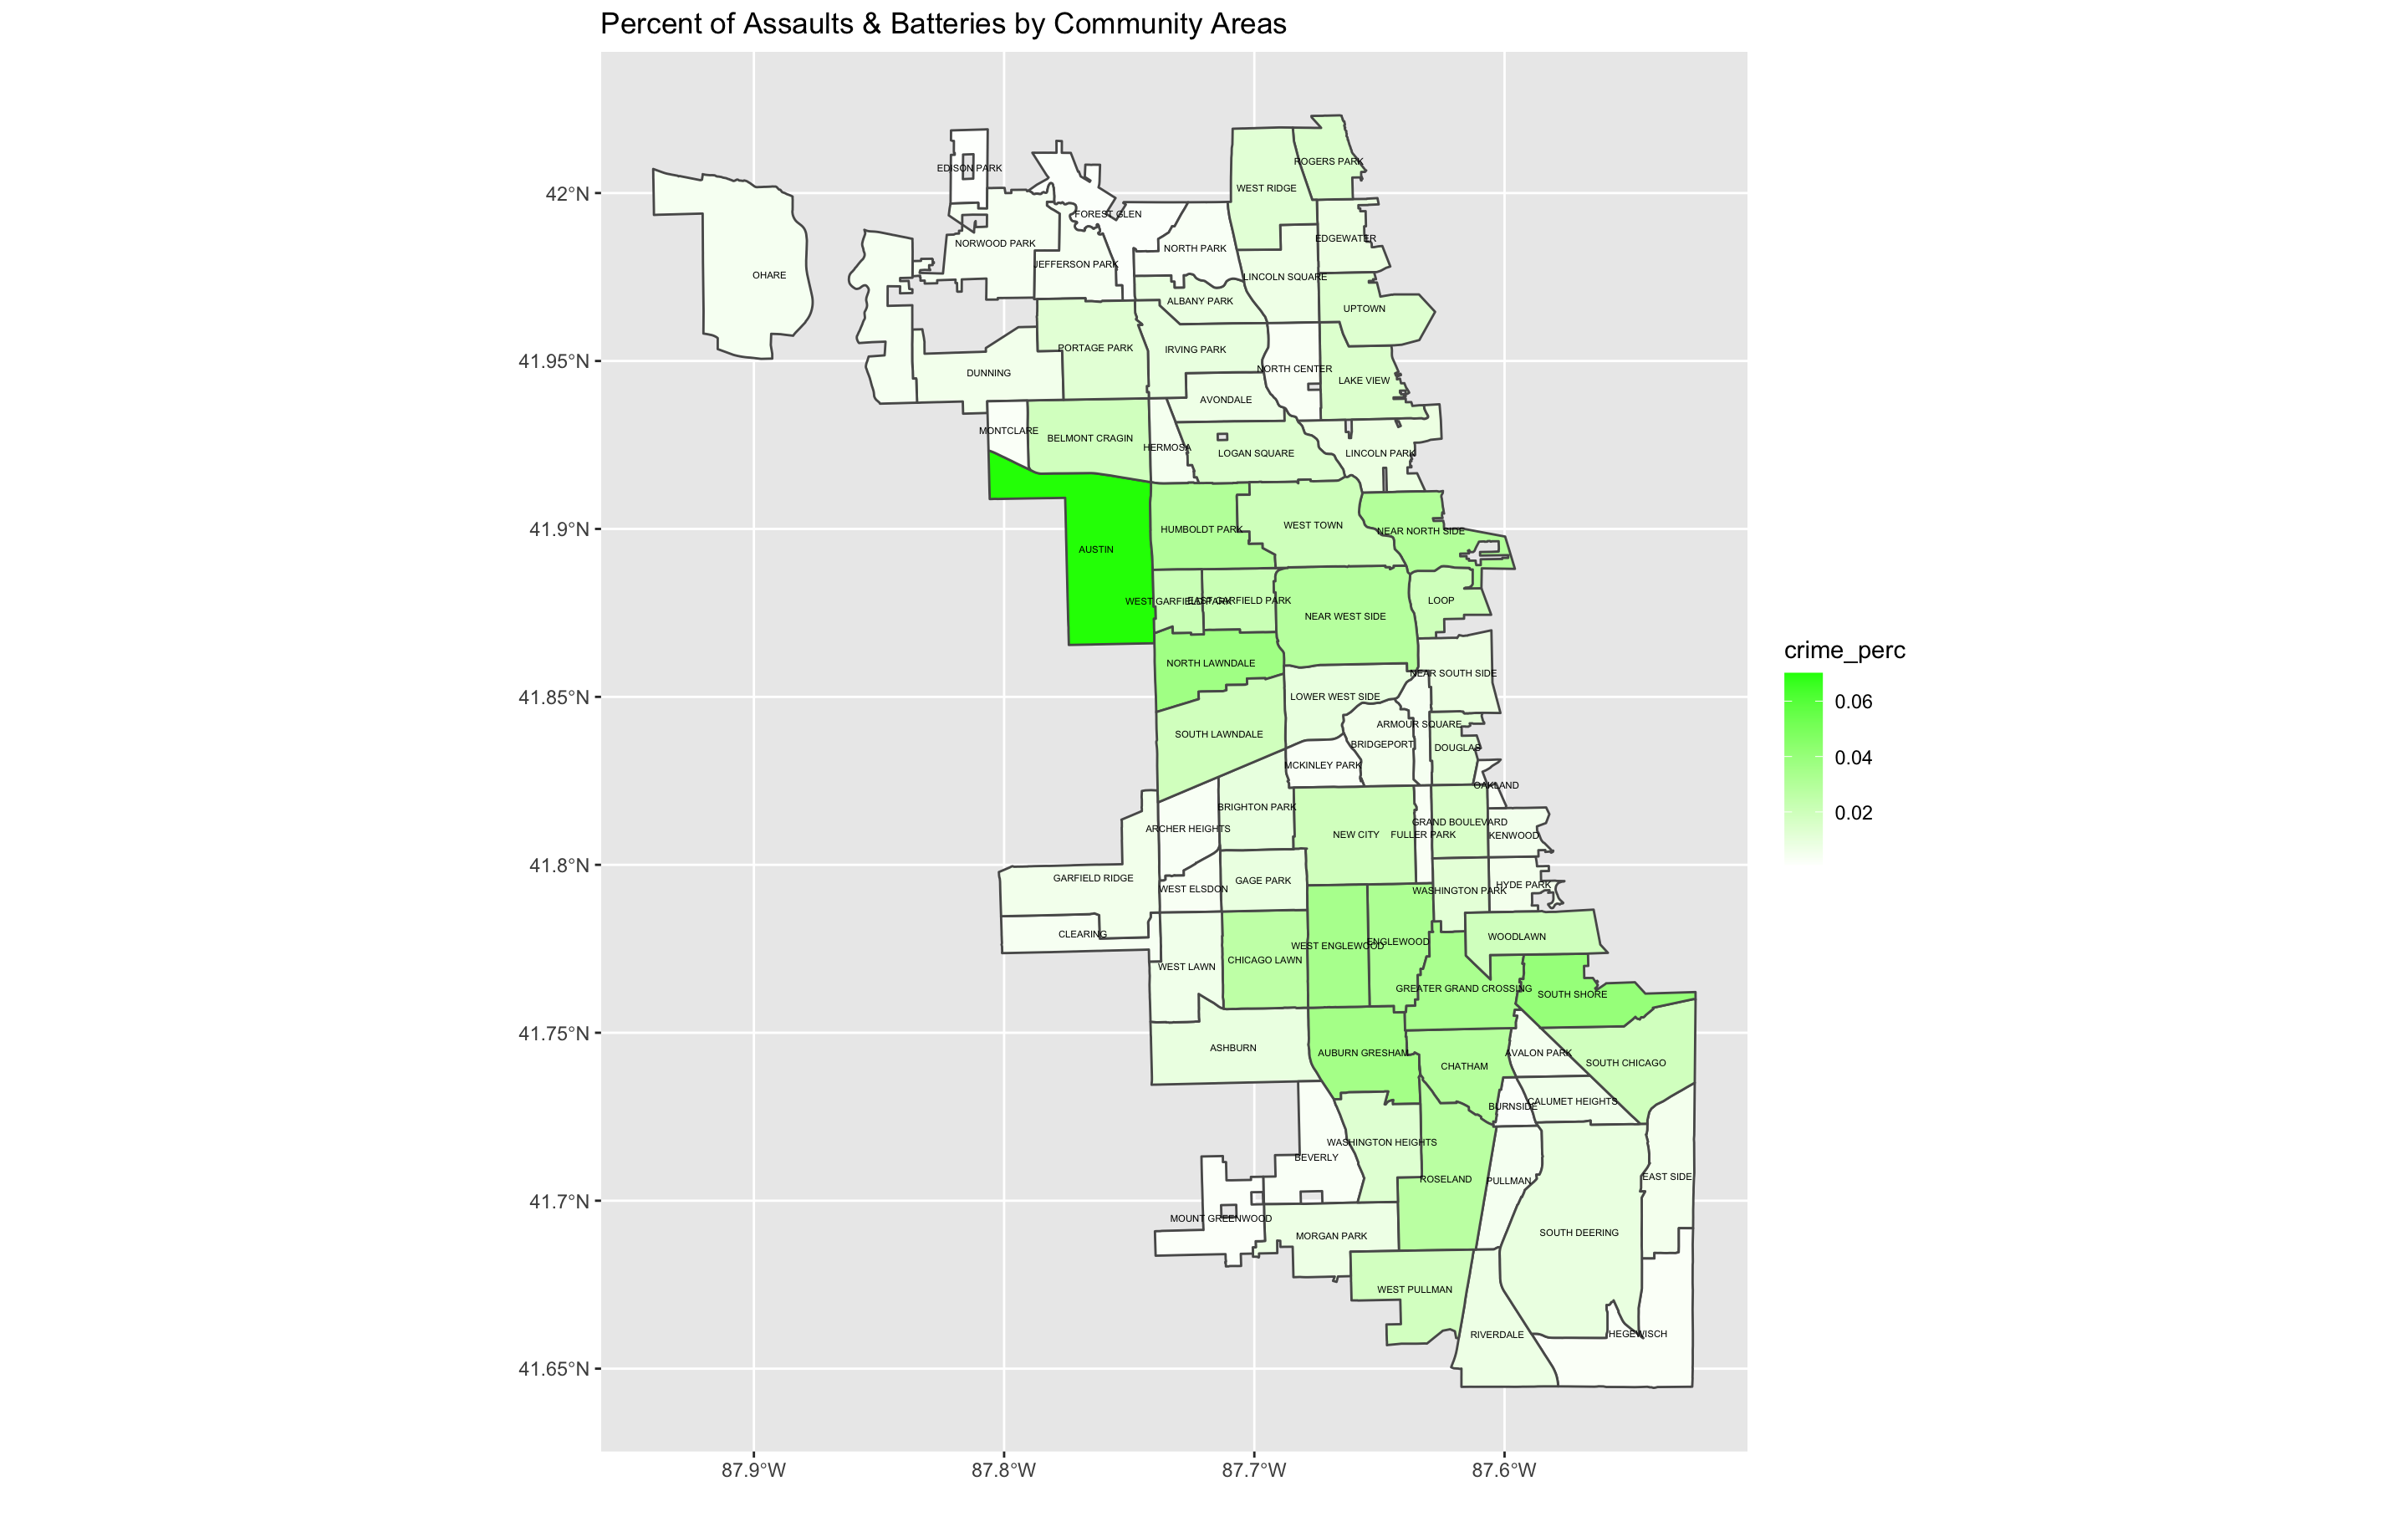 Percent of Assaults & Batteries by Community Areas
42°N
41.95°N
41.9°N
41.85°N
41.8°N
41.75°N
41.7°N
41.65°N
87.9°W
87.8°W
87.7°W
87.6°W
crime_perc
0.06
0.04
0.02
ROGERS PARK
EDISON PARK
WEST RIDGE
FOREST GLEN
EDGEWATER
NORWOOD PARK
NORTH PARK
JEFFERSON PARK
OHARE
LINCOLN SQUARE
ALBANY PARK
UPTOWN
PORTAGE PARK
IRVING PARK
NORTH CENTER
DUNNING
LAKE VIEW
AVONDALE
MONTCLARE
BELMONT CRAGIN
HERMOSA
LOGAN SQUARE
LINCOLN PARK
WEST TOWN
HUMBOLDT PARK
NEAR NORTH SIDE
AUSTIN
WEST GARFIELD PARK
EAST GARFIELD PARK
LOOP
NEAR WEST SIDE
NORTH LAWNDALE
NEAR SOUTH SIDE
LOWER WEST SIDE
ARMOUR SQUARE
SOUTH LAWNDALE
BRIDGEPORT
DOUGLAS
MCKINLEY PARK
OAKLAND
BRIGHTON PARK
GRAND BOULEVARD
ARCHER HEIGHTS
NEW CITY
FULLER PARK
KENWOOD
GARFIELD RIDGE
GAGE PARK
HYDE PARK
WEST ELSDON
WASHINGTON PARK
CLEARING
WOODLAWN
ENGLEWOOD
WEST ENGLEWOOD
CHICAGO LAWN
WEST LAWN
GREATER GRAND CROSSING
SOUTH SHORE
ASHBURN
AUBURN GRESHAM
AVALON PARK
SOUTH CHICAGO
CHATHAM
CALUMET HEIGHTS
BURNSIDE
WASHINGTON HEIGHTS
BEVERLY
EAST SIDE
ROSELAND
PULLMAN
MOUNT GREENWOOD
SOUTH DEERING
MORGAN PARK
WEST PULLMAN
RIVERDALE
HEGEWISCH